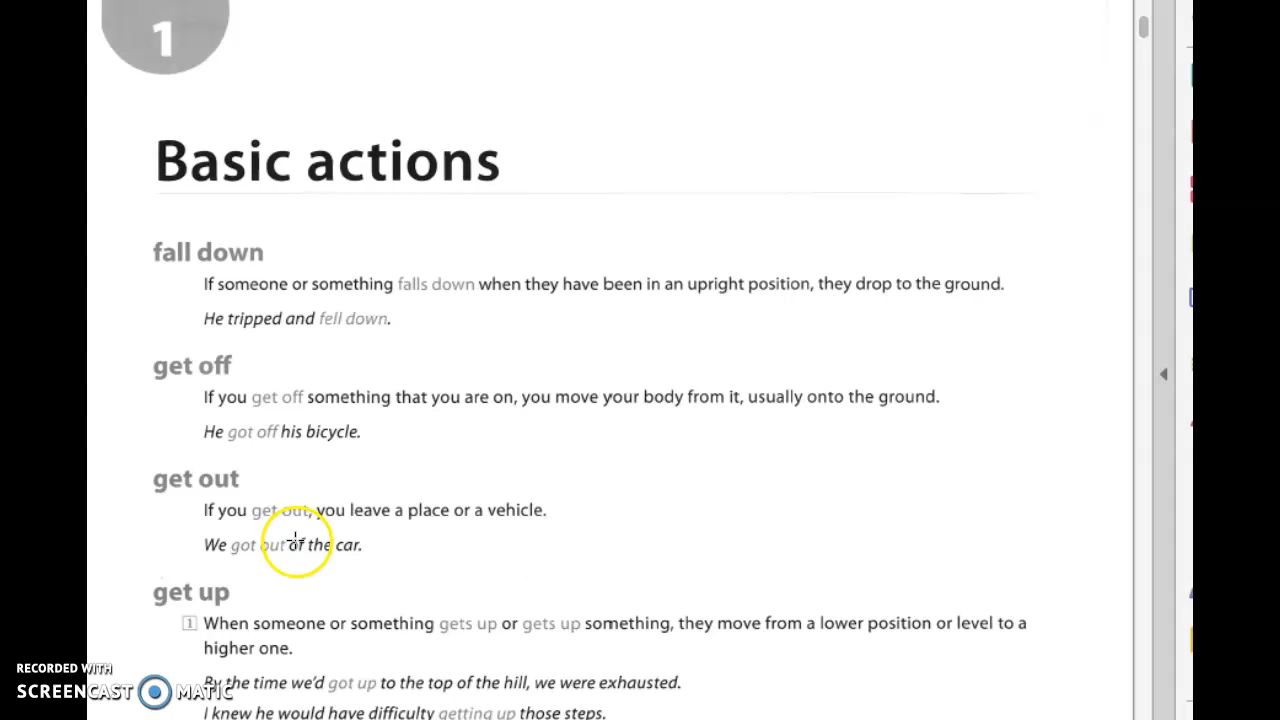 1
Basic actions
fall down
If someone or something falls down when they have been in an upright position, they drop to the ground.
He tripped and fell down.
get off
If you get off something that you are on, you move your body from it, usually onto the ground.
He got off his bicycle.
get out
If you get out, you leave a place or a vehicle.
We got out of the car.
get up
1 When someone or something gets up or gets up something, they move from a lower position or level to a
higher one.
By the time we'd got up to the top of the hill, we were exhausted.
I knew he would have difficulty getting up those steps.
RECORDED WITH
SCREENCAST MATIC